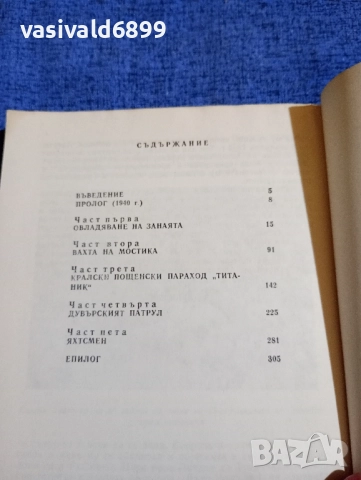 vasivald6899
СЪДЪРЖАНИЕ
ВЪВЕДЕНИЕ 5
ПРОЛОГ (1940 г) 8
Част първа
ОВЛАДЯВАНЕ НА ЗАНАЯТА 15
Част втора
ВАХТА НА МОСТИКА 91
Част трета
КРАЛСКИ ПОЩЕНСКИ ПАРАХОД „ТИТА-
НИК“ 142
Част четвърта
ДУВЪРСКИЯТ ПАТРУЛ 225
Част пета
ЯХТСМЕН 281
ЕПИЛОГ 305
BAZAR